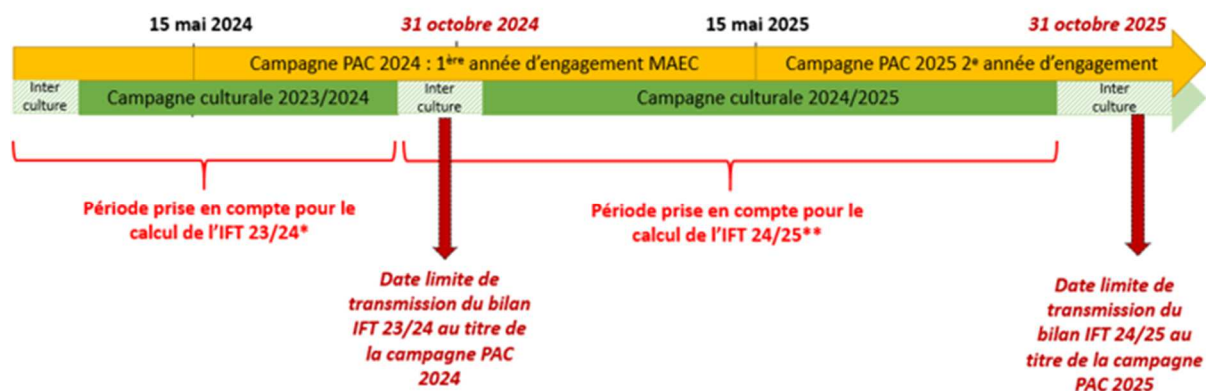 15 mai 2024
31 octobre 2024
15 mai 2025
31 octobre 2025
Campagne PAC 2024 : 1ère année d'engagement MAEC
Campagne PAC 2025 2e année d'engagement
Inter
culture
Campagne culturale 2023/2024
Inter
culture
Campagne culturale 2024/2025
Inter
culture
Période prise en compte pour le
calcul de l'IFT 23/24*
Période prise en compte pour le
calcul de l'IFT 24/25**
Date limite de
transmission du bilan
IFT 23/24 au titre de
la campagne PAC
2024
Date limite de
transmission du
bilan IFT 24/25 au
titre de la campagne
PAC 2025